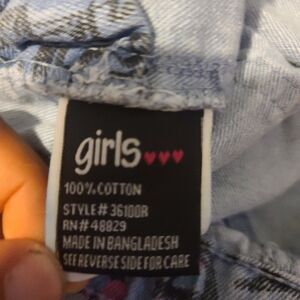 girls
100% COTTON
STYLE# 36100R
RN# 48829
MADE IN BANGLADESH
SEE REVERSE SIDE FOR CARE